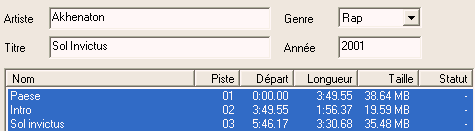 Artiste Akhenaton Genre Rap
Titre Sol Invictus Année 2001
Nom Piste Départ Longueur Taille Statut
Paese 01 0:00.00 3:49.55 38.64 MB -
Intro 02 3:49.55 1:56.37 19.59 MB -
Sol invictus 03 5:46.17 3:30.68 35.48 MB -